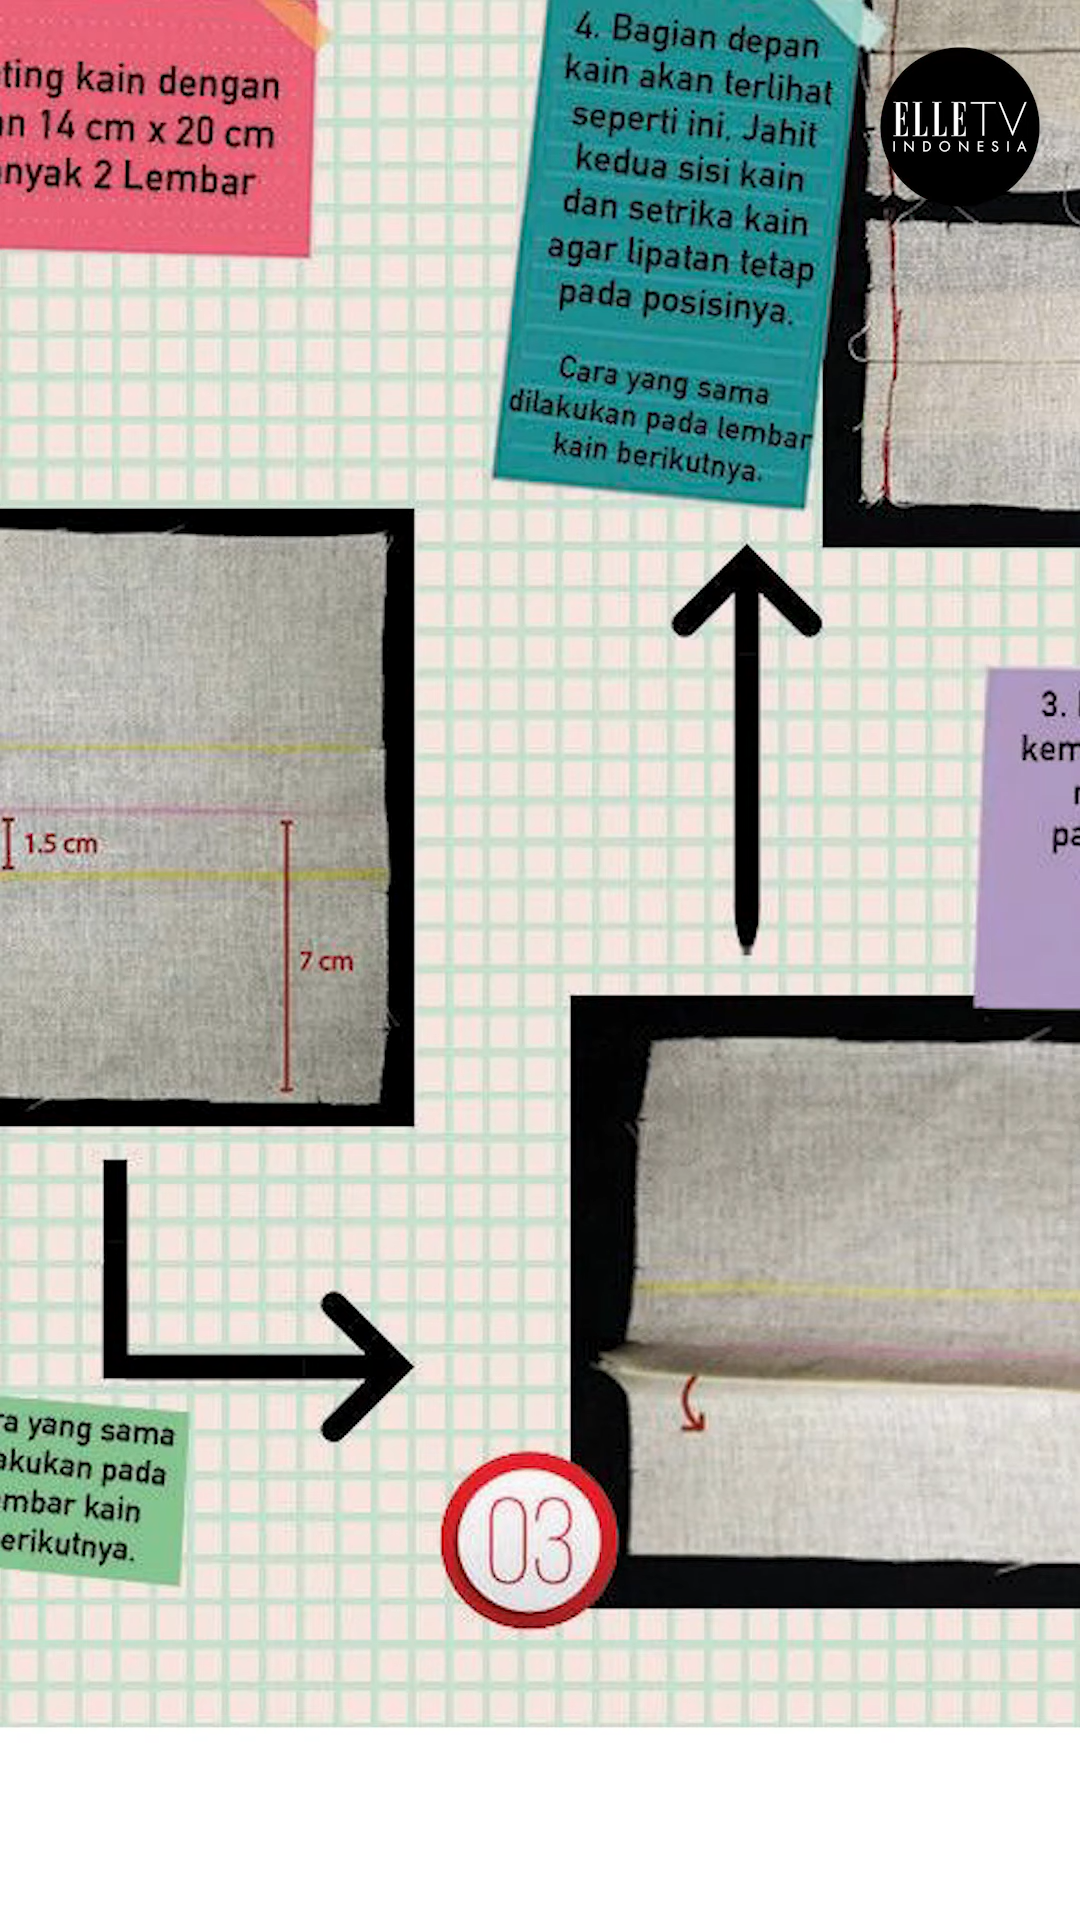 ting kain dengan
n 14 cm x 20 cm
nyak 2 Lembar
4. Bagian depan
kain akan terlihat
seperti ini. Jahit
kedua sisi kain
dan setrika kain
agar lipatan tetap
pada posisinya.
Cara yang sama
dilakukan pada lembar
kain berikutnya.
ELLE TV
INDONESIA
1.5 cm
7 cm
3.
kem
pa
ra yang sama
akukan pada
mbar kain
erikutnya.
03